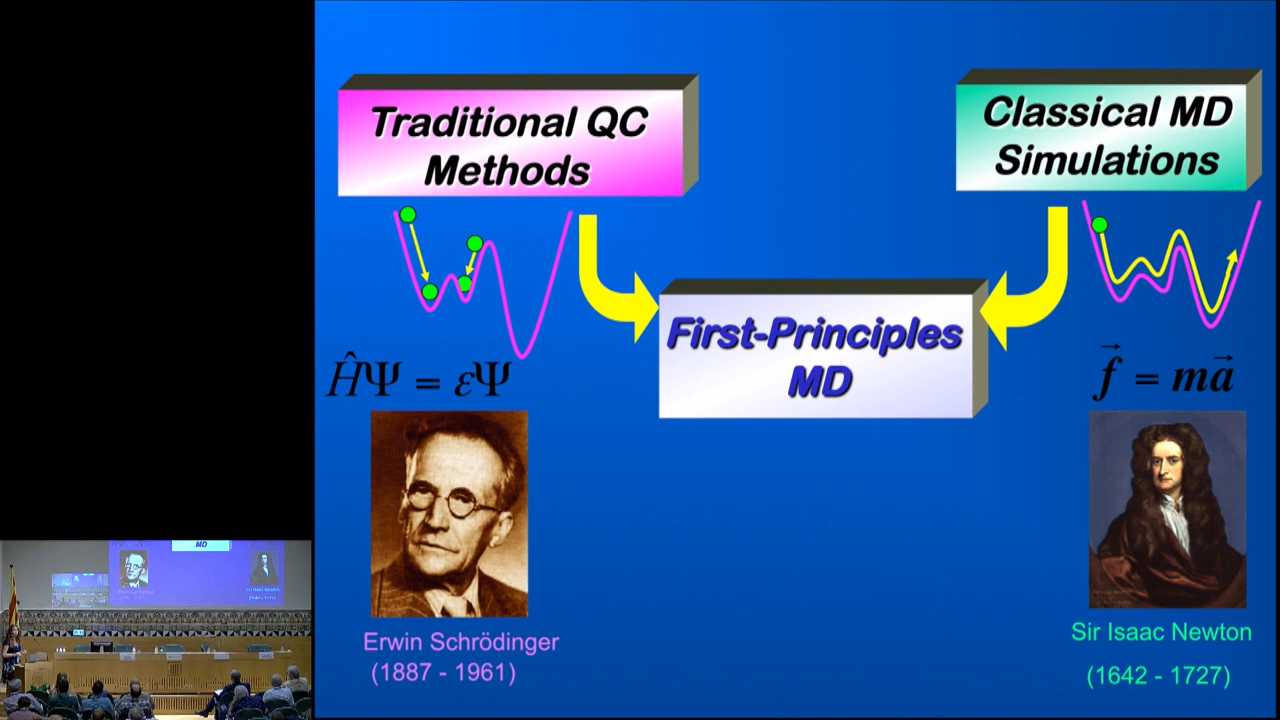 Traditional QC
Methods
Classical MD
Simulations
First-Principles
MD
ĤΨ = εΨ
f⃗ = ma⃗
Erwin Schrödinger
(1887 - 1961)
Sir Isaac Newton
(1642 - 1727)
MD